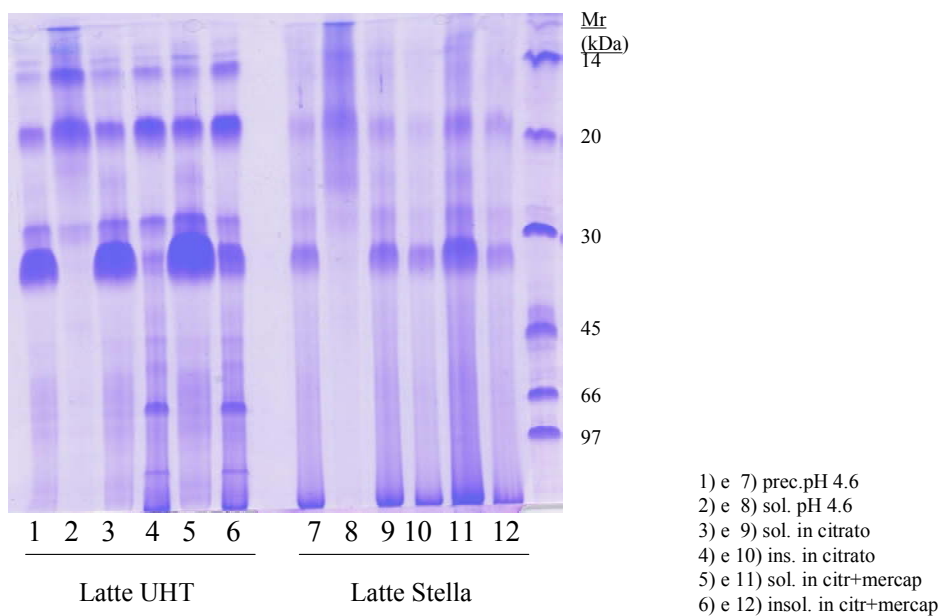 Mr
(kDa)
14
20
30
45
66
97
1 2 3 4 5 6 7 8 9 10 11 12
Latte UHT Latte Stella
1) e 7) prec.pH 4.6
2) e 8) sol. pH 4.6
3) e 9) sol. in citrato
4) e 10) ins. in citrato
5) e 11) sol. in citr+mercap
6) e 12) insol. in citr+mercap